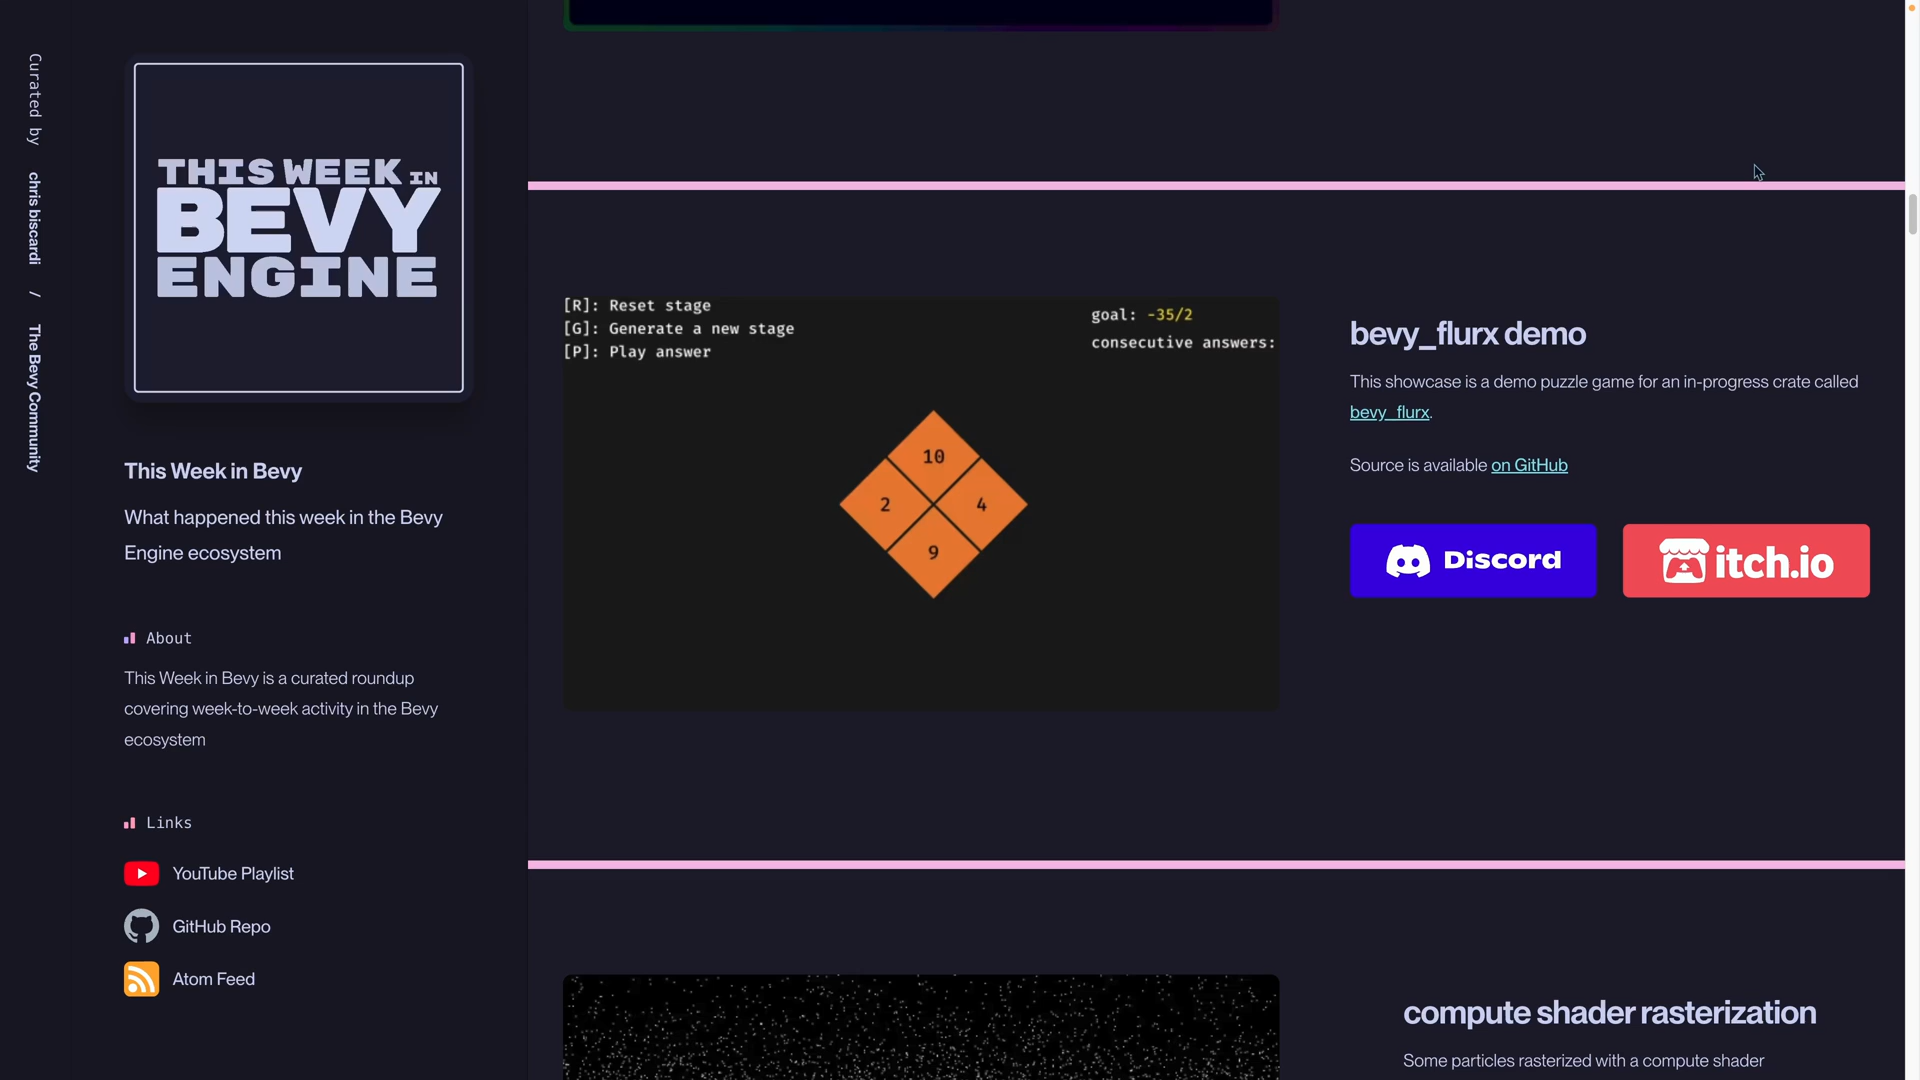 Curated by chris biscardi / The Bevy Community
THIS WEEK IN
BEVY
ENGINE
This Week in Bevy
What happened this week in the Bevy
Engine ecosystem
About
This Week in Bevy is a curated roundup
covering week-to-week activity in the Bevy
ecosystem
Links
YouTube Playlist
GitHub Repo
Atom Feed
[R]: Reset stage
[G]: Generate a new stage
[P]: Play answer
goal: -35/2
consecutive answers:
10
2
4
9
bevy_flurx demo
This showcase is a demo puzzle game for an in-progress crate called
bevy_flurx.
Source is available on GitHub
Discord
itch.io
compute shader rasterization
Some particles rasterized with a compute shader